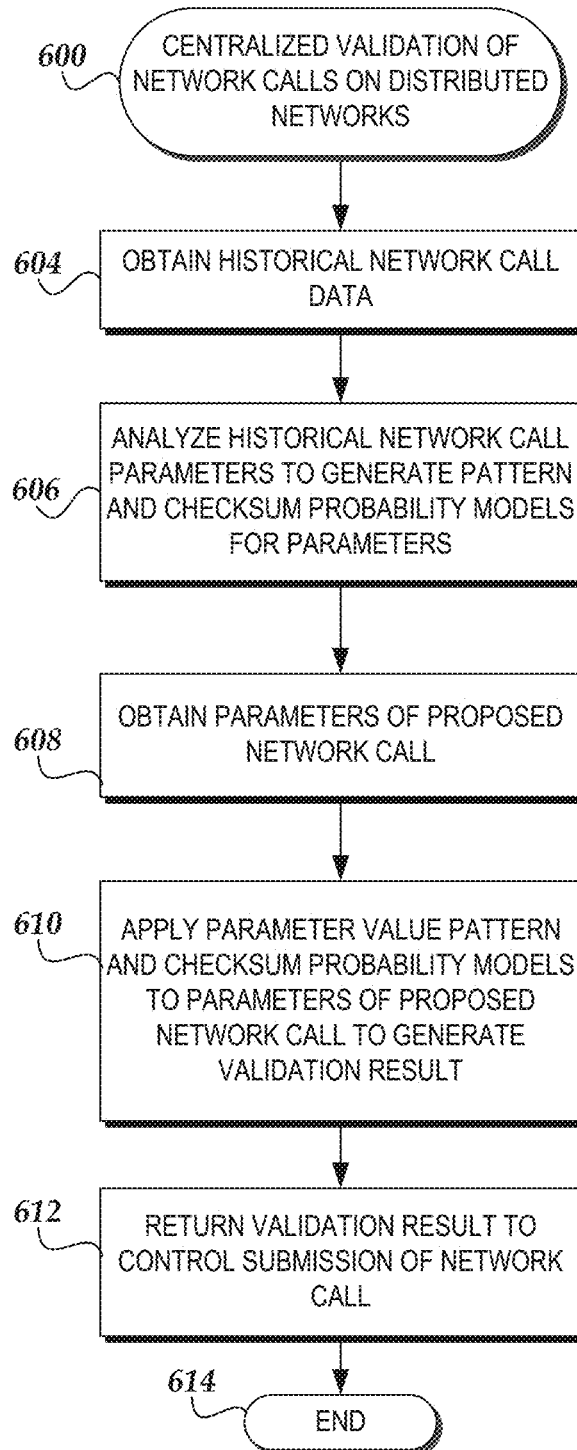 600
CENTRALIZED VALIDATION OF
NETWORK CALLS ON DISTRIBUTED
NETWORKS
604
OBTAIN HISTORICAL NETWORK CALL
DATA
606
ANALYZE HISTORICAL NETWORK CALL
PARAMETERS TO GENERATE PATTERN
AND CHECKSUM PROBABILITY MODELS
FOR PARAMETERS
608
OBTAIN PARAMETERS OF PROPOSED
NETWORK CALL
610
APPLY PARAMETER VALUE PATTERN
AND CHECKSUM PROBABILITY MODELS
TO PARAMETERS OF PROPOSED
NETWORK CALL TO GENERATE
VALIDATION RESULT
612
RETURN VALIDATION RESULT TO
CONTROL SUBMISSION OF NETWORK
CALL
614
END